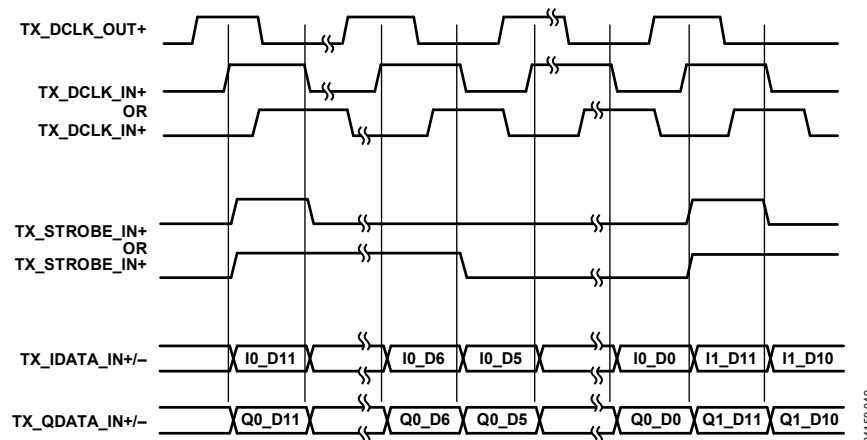 TX_DCLK_OUT+
TX_DCLK_IN+
OR
TX_DCLK_IN+
TX_STROBE_IN+
OR
TX_STROBE_IN+
TX_IDATA_IN+/– I0_D11 I0_D6 I0_D5 I0_D0 I1_D11 I1_D10
TX_QDATA_IN+/– Q0_D11 Q0_D6 Q0_D5 Q0_D0 Q1_D11 Q1_D10